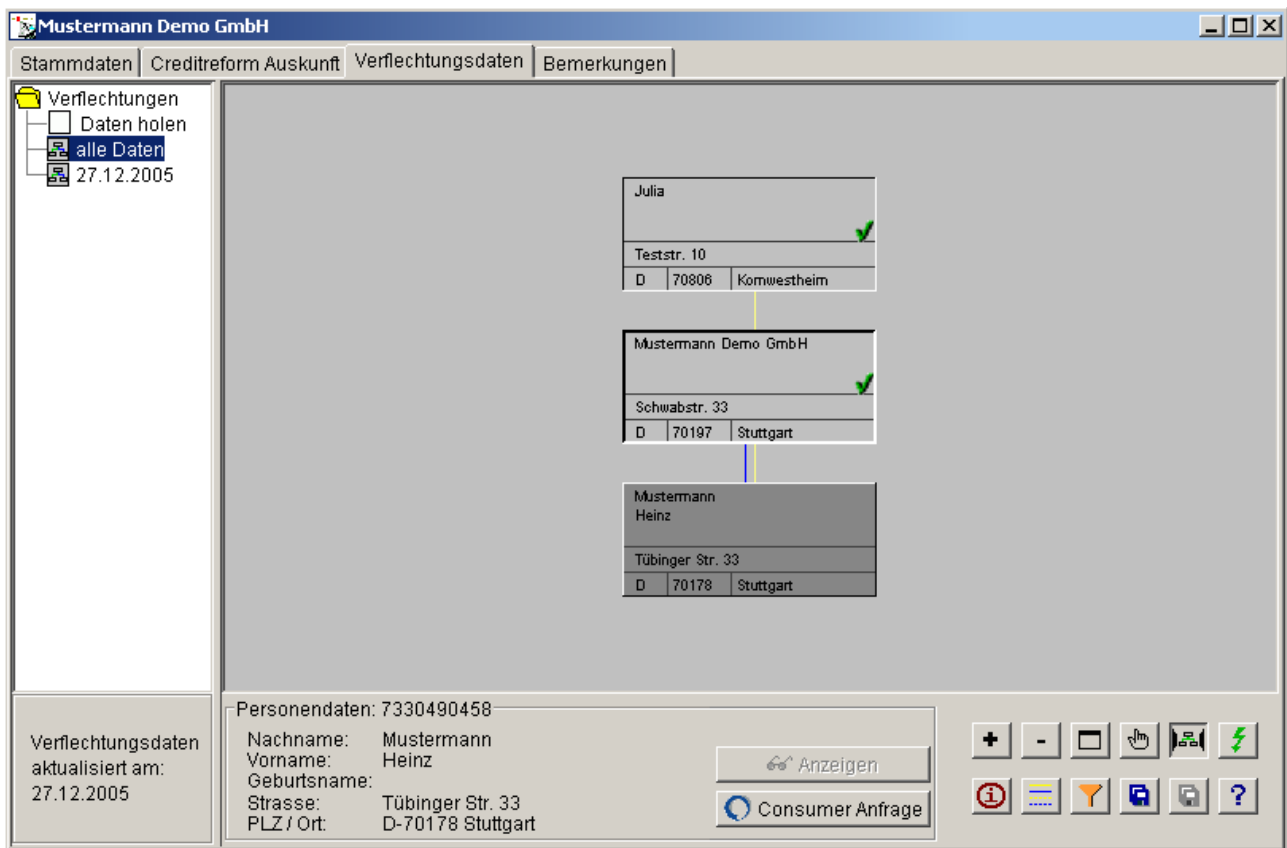 Mustermann Demo GmbH
Stammdaten Creditreform Auskunft Verflechtungsdaten Bemerkungen
Verflechtungen
Daten holen
alle Daten
27.12.2005
Julia
Teststr. 10
D 70806 Kornwestheim
Mustermann Demo GmbH
Schwabstr. 33
D 70197 Stuttgart
Mustermann
Heinz
Tübinger Str. 33
D 70178 Stuttgart
Verflechtungsdaten
aktualisiert am:
27.12.2005
Personendaten: 7330490458
Nachname: Mustermann
Vorname: Heinz
Geburtsname:
Strasse: Tübinger Str. 33
PLZ / Ort: D-70178 Stuttgart
Anzeigen
Consumer Anfrage
+ -
?